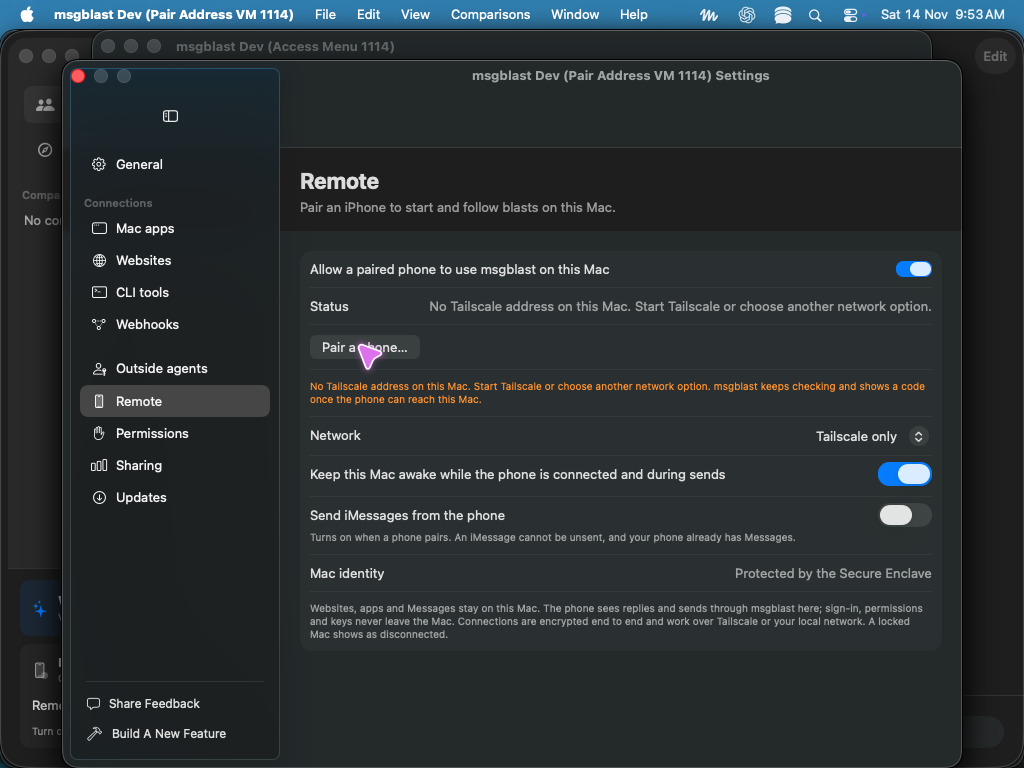 msgblast Dev (Pair Address VM 1114) File Edit View Comparisons Window Help Sat 14 Nov 9:53 AM
msgblast Dev (Access Menu 1114)
Edit
msgblast Dev (Pair Address VM 1114) Settings
General
Connections
Mac apps
Websites
CLI tools
Webhooks
Outside agents
Remote
Permissions
Sharing
Updates
Share Feedback
Build A New Feature
Remote
Pair an iPhone to start and follow blasts on this Mac.
Allow a paired phone to use msgblast on this Mac
Status No Tailscale address on this Mac. Start Tailscale or choose another network option.
Pair a phone...
No Tailscale address on this Mac. Start Tailscale or choose another network option. msgblast keeps checking and shows a code
once the phone can reach this Mac.
Network Tailscale only
Keep this Mac awake while the phone is connected and during sends
Send iMessages from the phone
Turns on when a phone pairs. An iMessage cannot be unsent, and your phone already has Messages.
Mac identity Protected by the Secure Enclave
Websites, apps and Messages stay on this Mac. The phone sees replies and sends through msgblast here; sign-in, permissions
and keys never leave the Mac. Connections are encrypted end to end and work over Tailscale or your local network. A locked
Mac shows as disconnected.
No
Turn